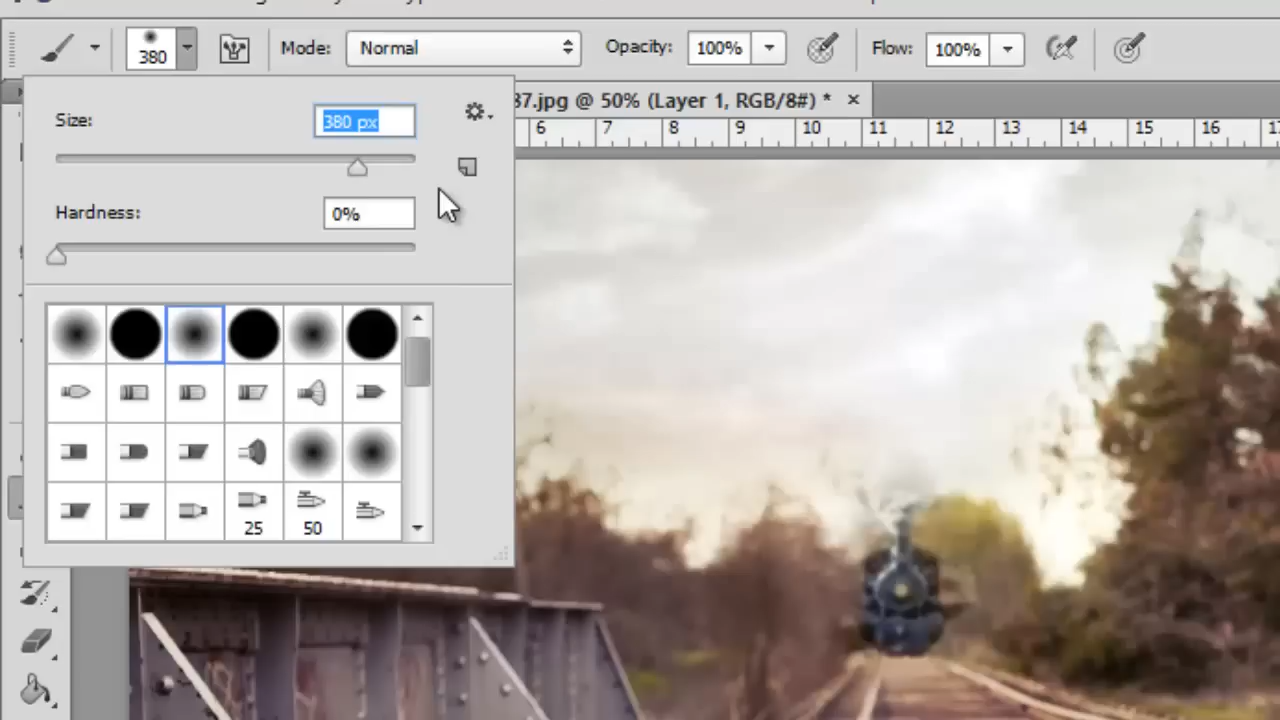 380 Mode: Normal Opacity: 100% Flow: 100%
37.jpg @ 50% (Layer 1, RGB/8#) * ×
6 7 8 9 10 11 12 13 14 15 16
Size: 380 px
Hardness: 0%
25 50